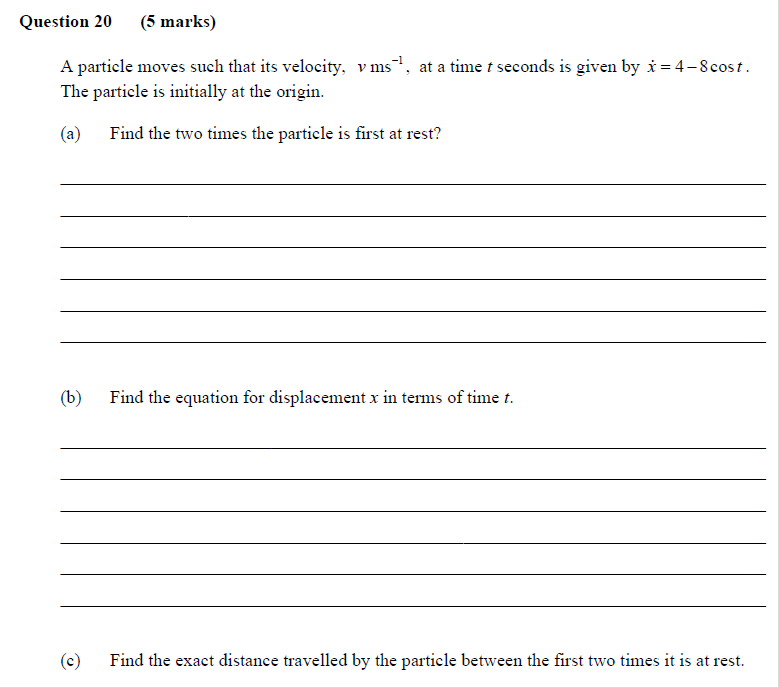 Question 20 (5 marks)
A particle moves such that its velocity, v ms⁻¹, at a time t seconds is given by ẋ = 4 – 8 cos t.
The particle is initially at the origin.
(a) Find the two times the particle is first at rest?
(b) Find the equation for displacement x in terms of time t.
(c) Find the exact distance travelled by the particle between the first two times it is at rest.